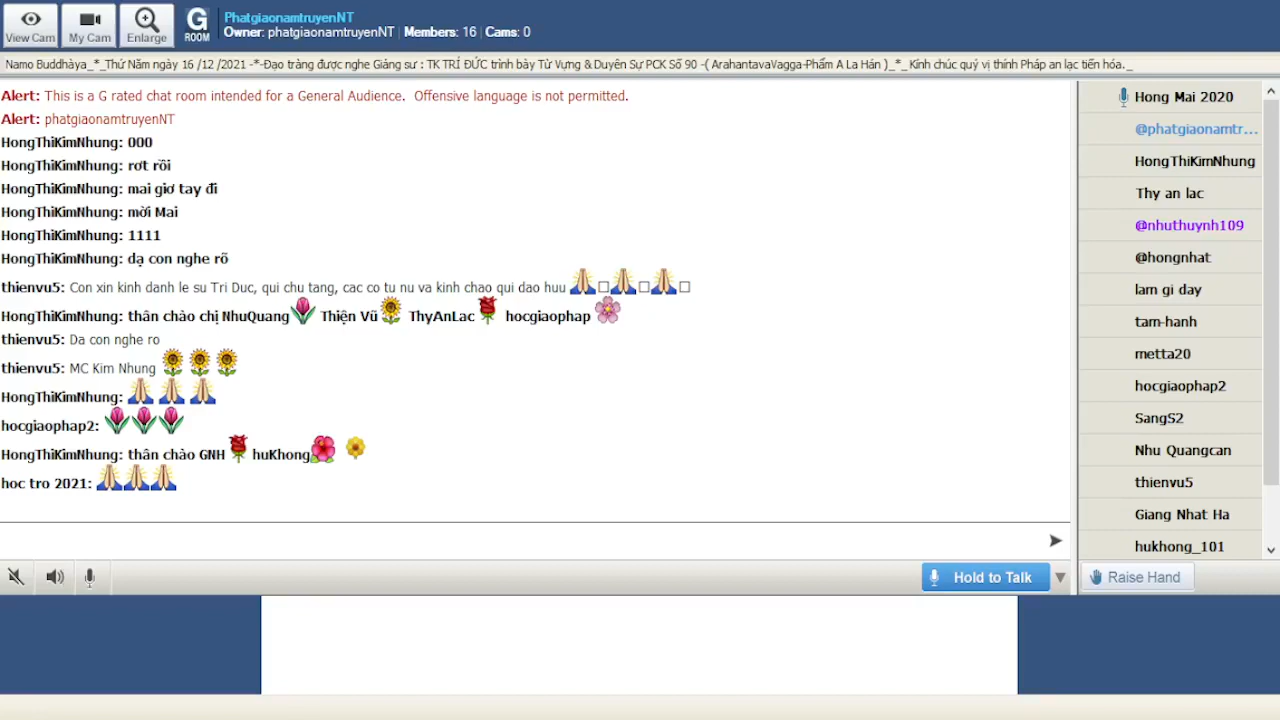 View Cam
My Cam
Enlarge
G
ROOM
PhatgiaonamtruyenNT
Owner: phatgiaonamtruyenNT | Members: 16 | Cams: 0
Namo Buddhàya_*_Thứ Năm ngày 16 /12 /2021 -*-Đạo tràng được nghe Giảng sư : TK TRÍ ĐỨC trình bày Từ Vựng & Duyên Sự PCK Số 90 -( ArahantavaVagga-Phẩm A La Hán )_*_ Kính chúc quý vị thính Pháp an lạc tiến hóa._
Alert: This is a G rated chat room intended for a General Audience. Offensive language is not permitted.
Alert: phatgiaonamtruyenNT
HongThiKimNhung: 000
HongThiKimNhung: rơt rồi
HongThiKimNhung: mai giơ tay đi
HongThiKimNhung: mời Mai
HongThiKimNhung: 1111
HongThiKimNhung: dạ con nghe rõ
thienvu5: Con xin kinh danh le su Tri Duc, qui chu tang, cac co tu nu va kinh chao qui dao huu
HongThiKimNhung: thân chào chị NhuQuang Thiện Vũ ThyAnLac hocgiaophap
thienvu5: Da con nghe ro
thienvu5: MC Kim Nhung
HongThiKimNhung:
hocgiaophap2:
HongThiKimNhung: thân chào GNH huKhong
hoc tro 2021:
Hold to Talk
Hong Mai 2020
@phatgiaonamtr...
HongThiKimNhung
Thy an lac
@nhuthuynh109
@hongnhat
lam gi day
tam-hanh
metta20
hocgiaophap2
SangS2
Nhu Quangcan
thienvu5
Giang Nhat Ha
hukhong_101
Raise Hand